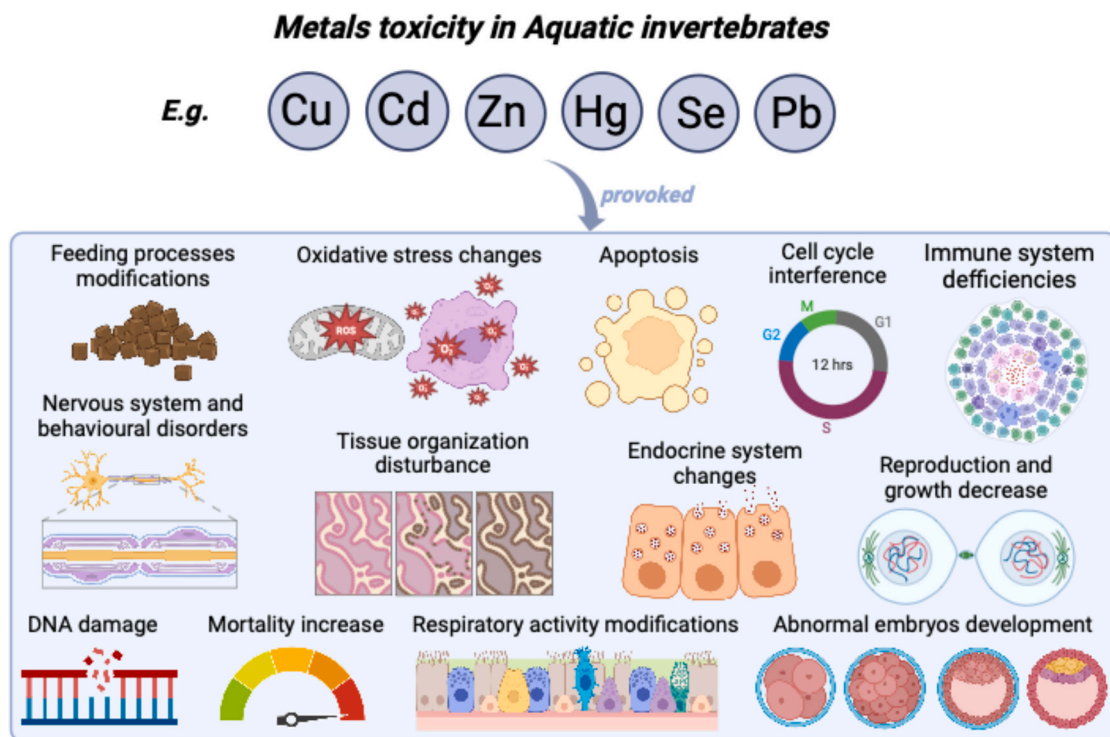 Metals toxicity in Aquatic invertebrates
E.g.
Cu Cd Zn Hg Se Pb
provoked
Feeding processes
modifications
Oxidative stress changes
ROS
Apoptosis
Cell cycle
interference
M
G1
G2
12 hrs
S
Immune system
defficiencies
Nervous system and
behavioural disorders
Tissue organization
disturbance
Endocrine system
changes
Reproduction and
growth decrease
DNA damage
Mortality increase
Respiratory activity modifications
Abnormal embryos development